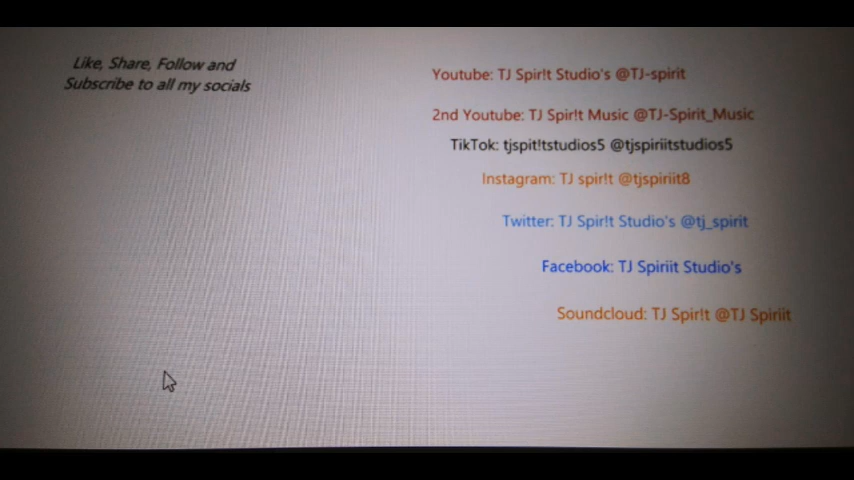 Like, Share, Follow and
Subscribe to all my socials
Youtube: TJ Spir!t Studio's @TJ-spirit
2nd Youtube: TJ Spir!t Music @TJ-Spirit_Music
TikTok: tjspit!tstudios5 @tjspiriitstudios5
Instagram: TJ spir!t @tjspiriit8
Twitter: TJ Spir!t Studio's @tj_spirit
Facebook: TJ Spiriit Studio's
Soundcloud: TJ Spir!t @TJ Spiriit